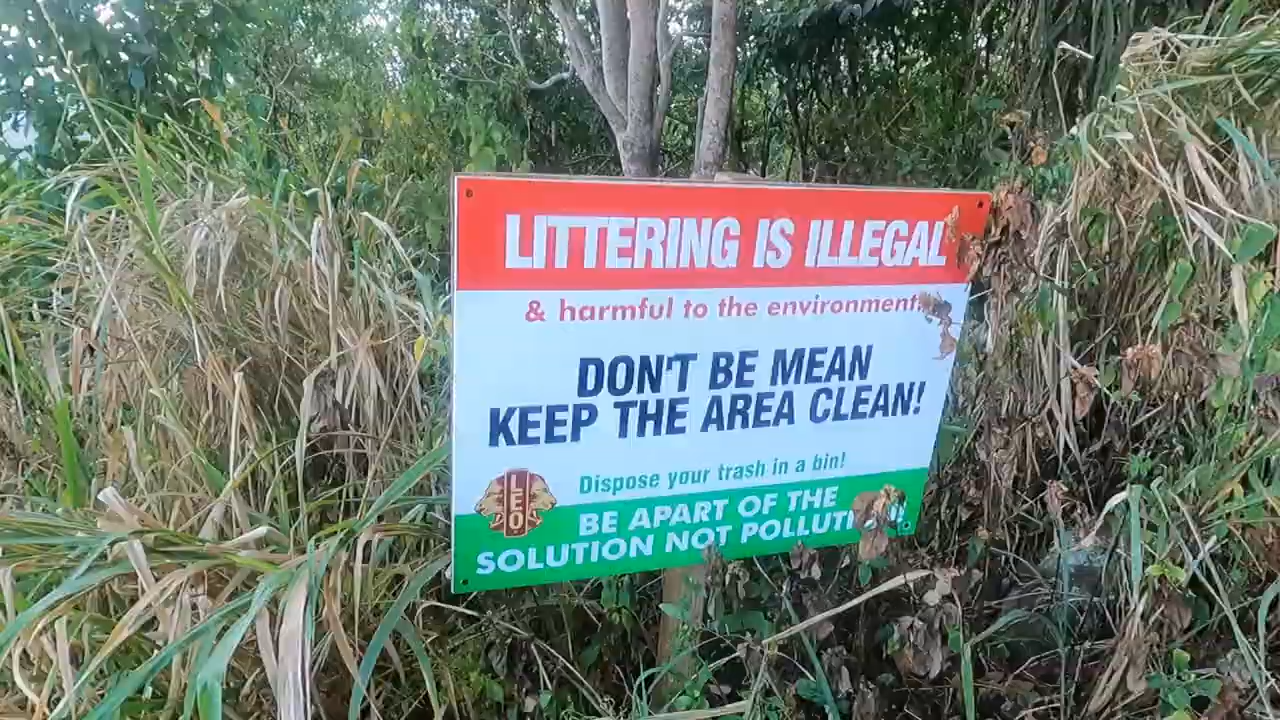 LITTERING IS ILLEGAL
& harmful to the environment.
DON'T BE MEAN
KEEP THE AREA CLEAN!
Dispose your trash in a bin!
LEO
BE APART OF THE
SOLUTION NOT